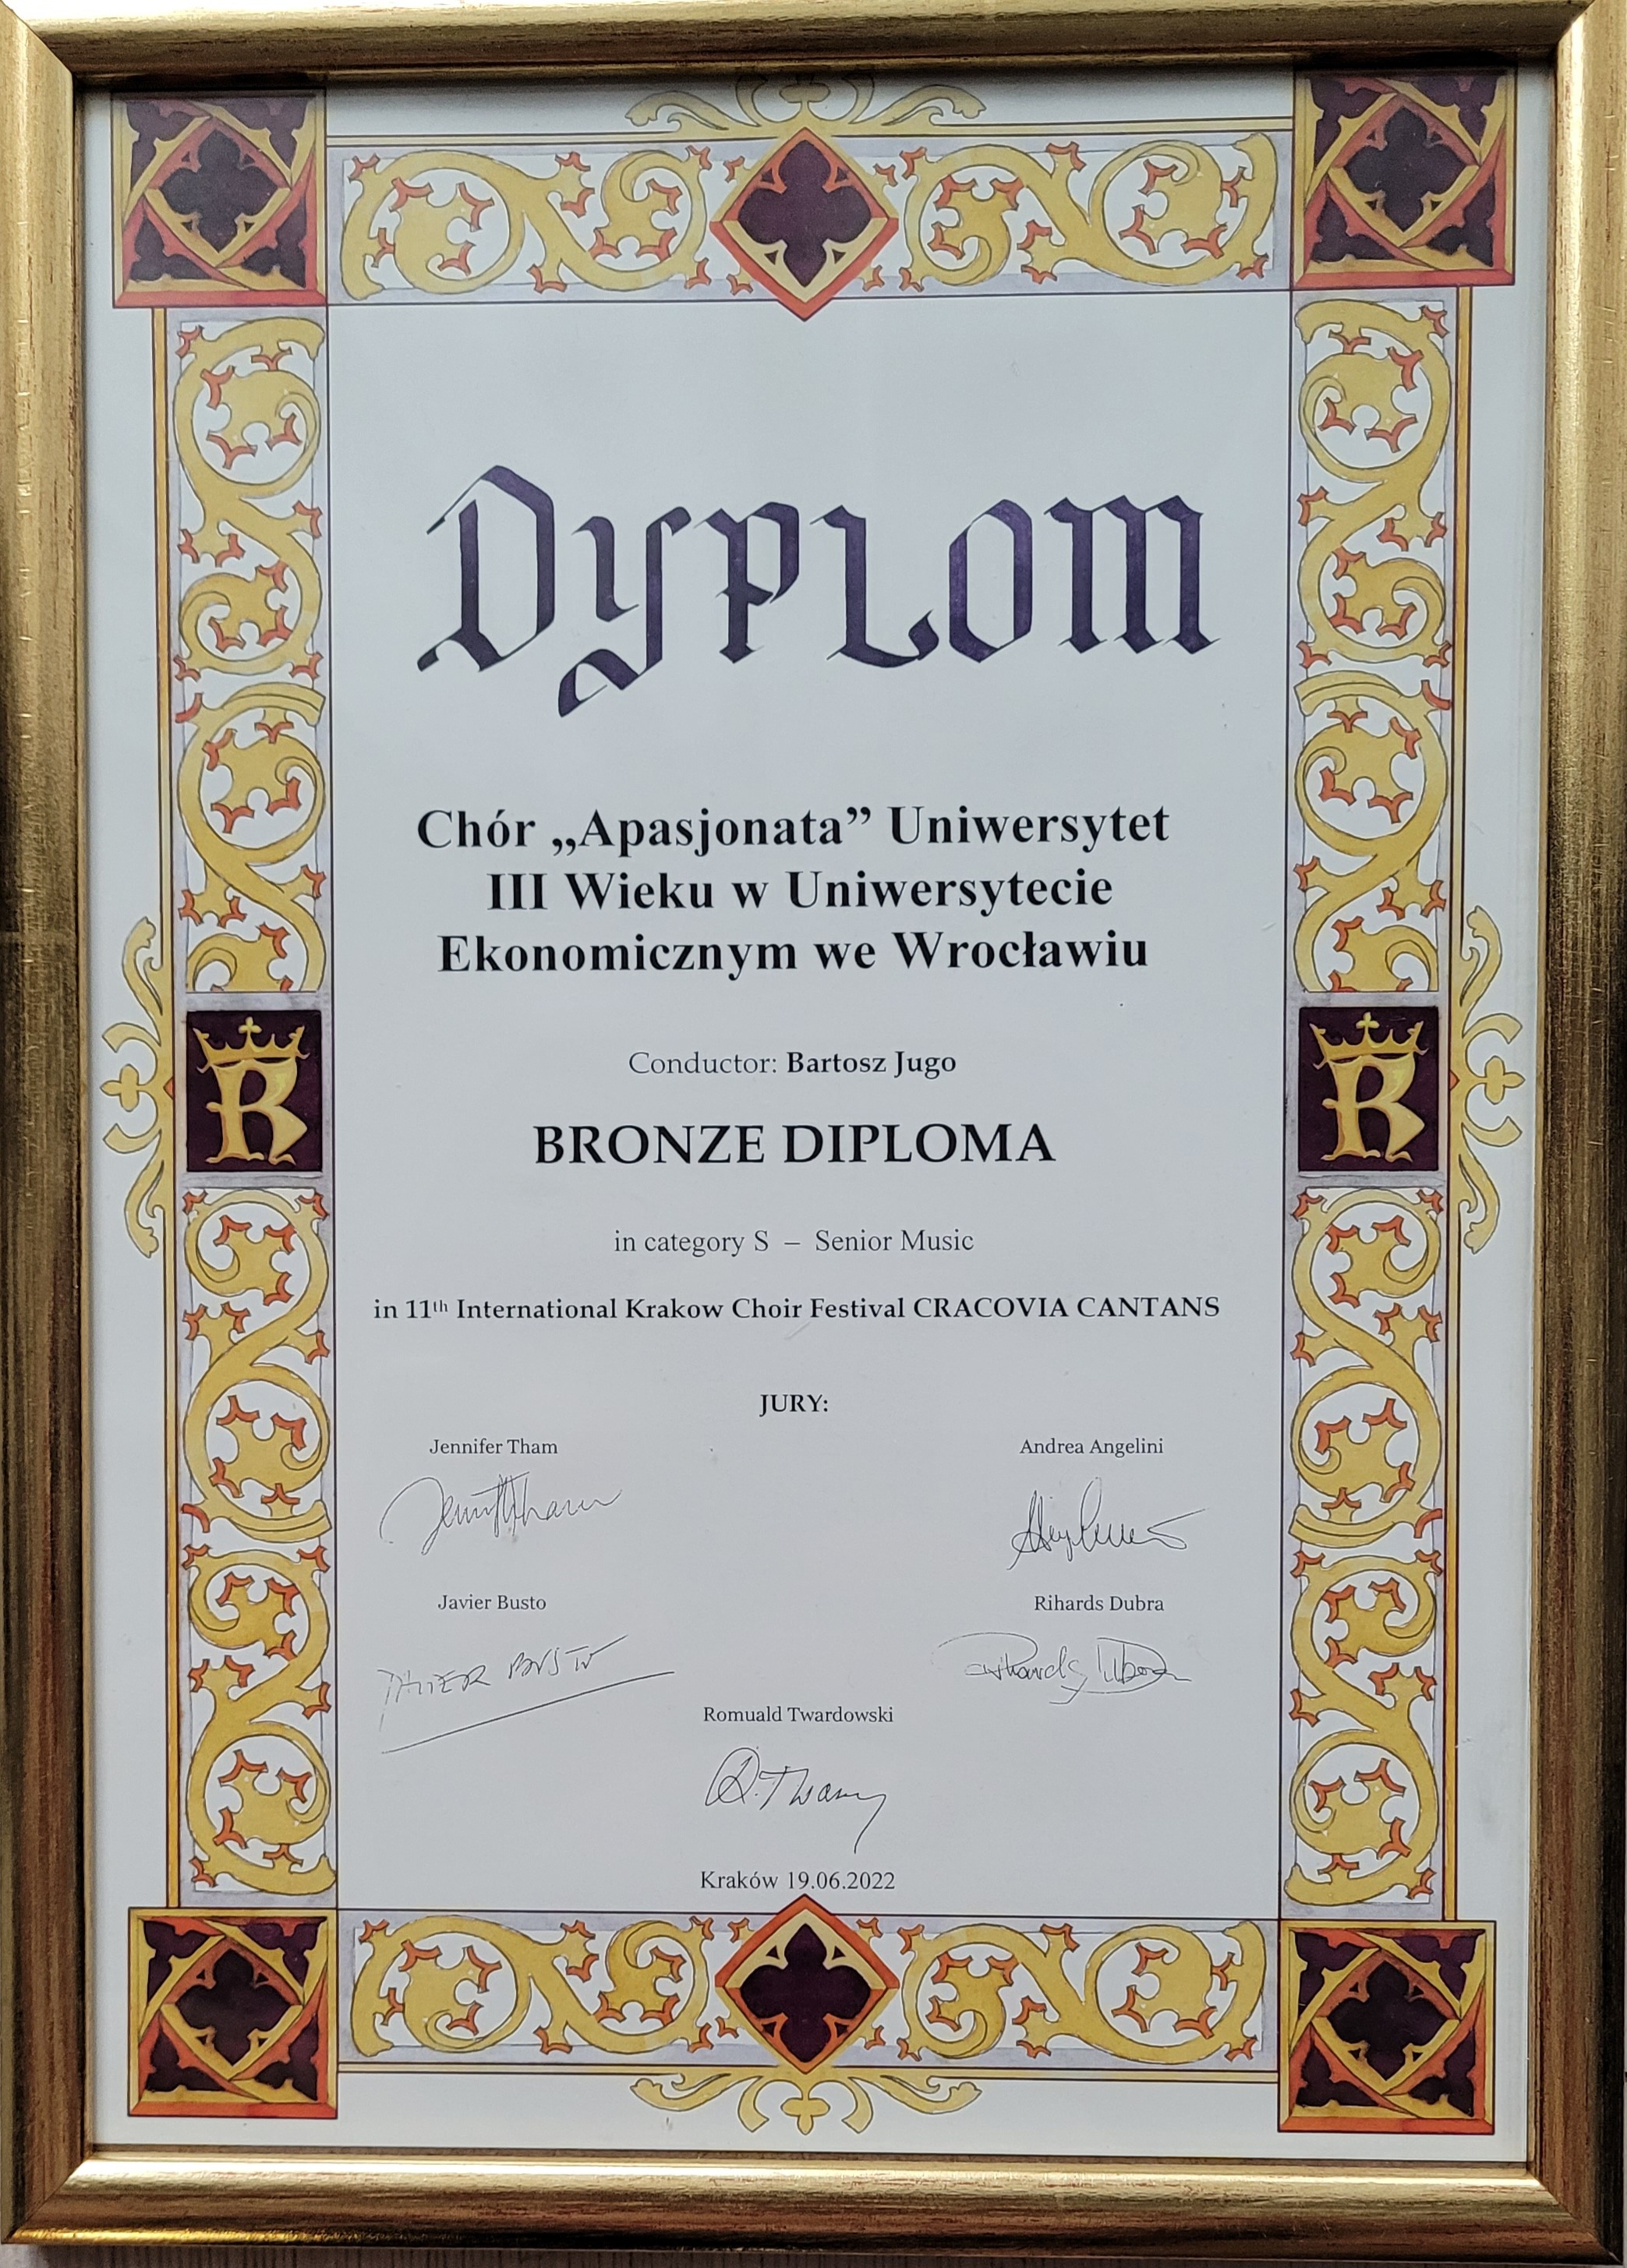 Dyplom
Chór „Apasjonata” Uniwersytet
III Wieku w Uniwersytecie
Ekonomicznym we Wrocławiu
Conductor: Bartosz Jugo
BRONZE DIPLOMA
in category S – Senior Music
in 11th International Krakow Choir Festival CRACOVIA CANTANS
JURY:
Jennifer Tham
Andrea Angelini
Javier Busto
Rihards Dubra
JAVIER BUSTO
Romuald Twardowski
Kraków 19.06.2022
K
K